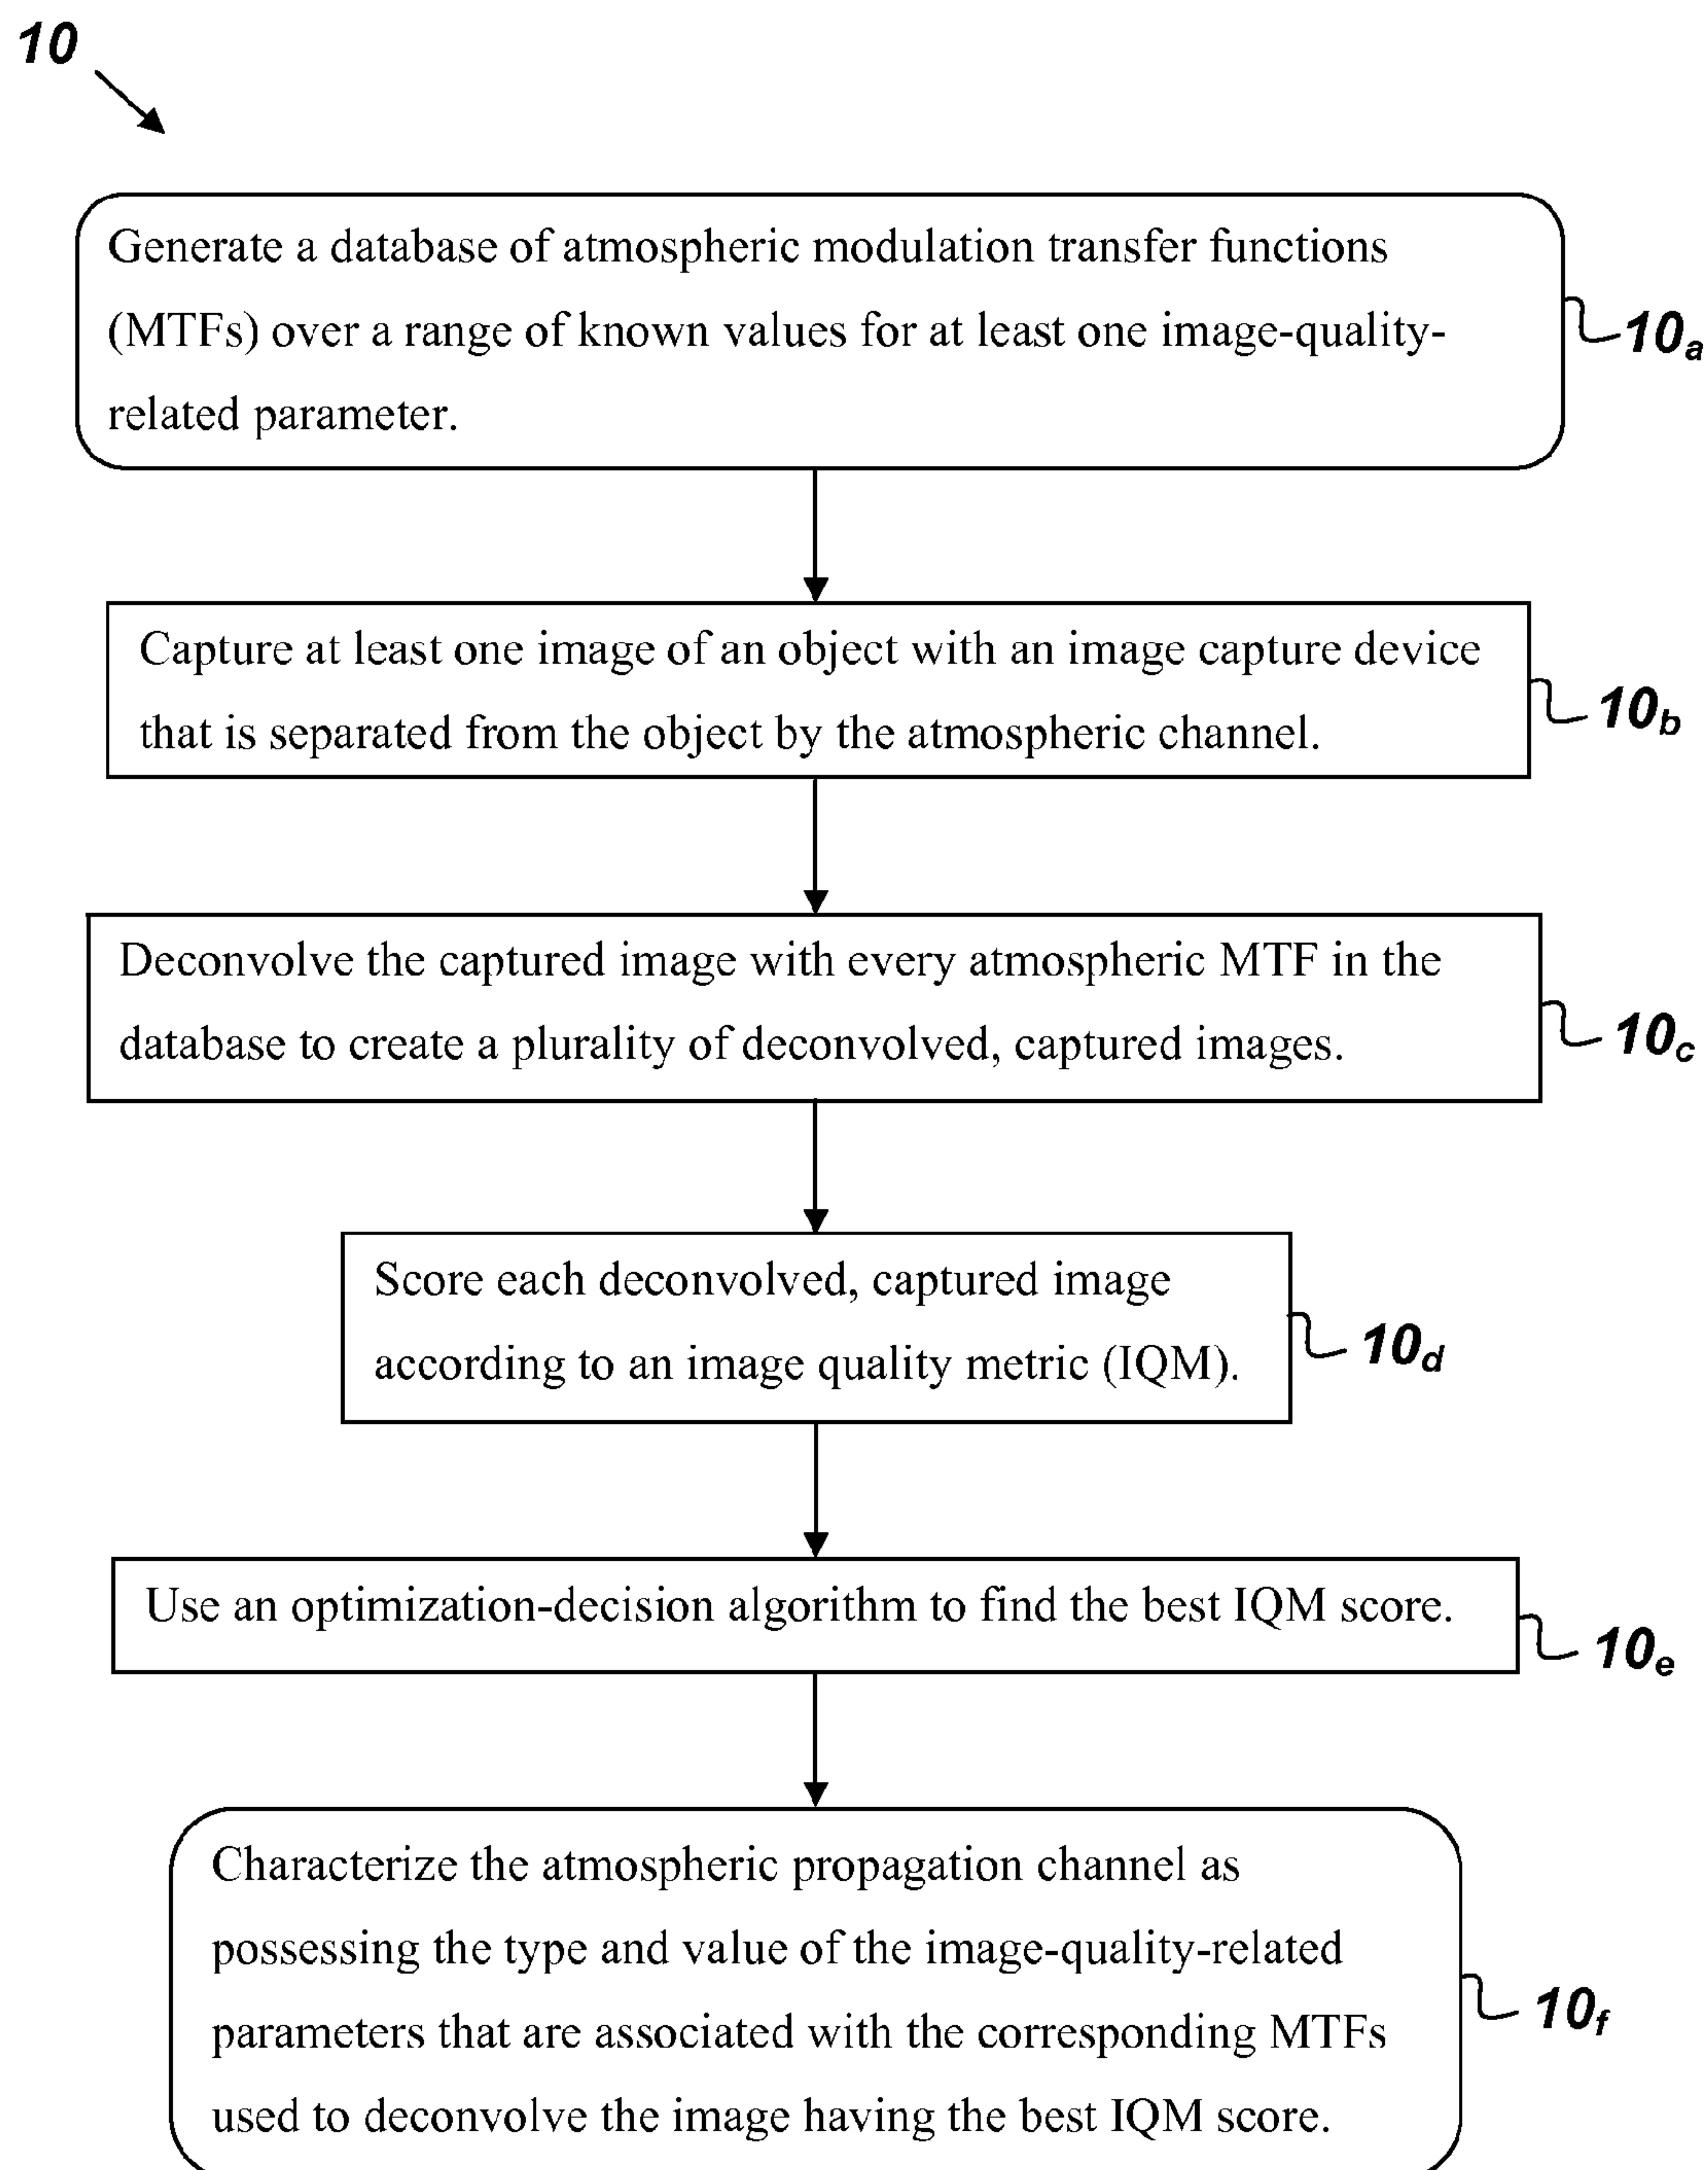 10
Generate a database of atmospheric modulation transfer functions
(MTFs) over a range of known values for at least one image-quality-
related parameter.
10a
Capture at least one image of an object with an image capture device
that is separated from the object by the atmospheric channel.
10b
Deconvolve the captured image with every atmospheric MTF in the
database to create a plurality of deconvolved, captured images.
10c
Score each deconvolved, captured image
according to an image quality metric (IQM).
10d
Use an optimization-decision algorithm to find the best IQM score.
10e
Characterize the atmospheric propagation channel as
possessing the type and value of the image-quality-related
parameters that are associated with the corresponding MTFs
used to deconvolve the image having the best IQM score.
10f